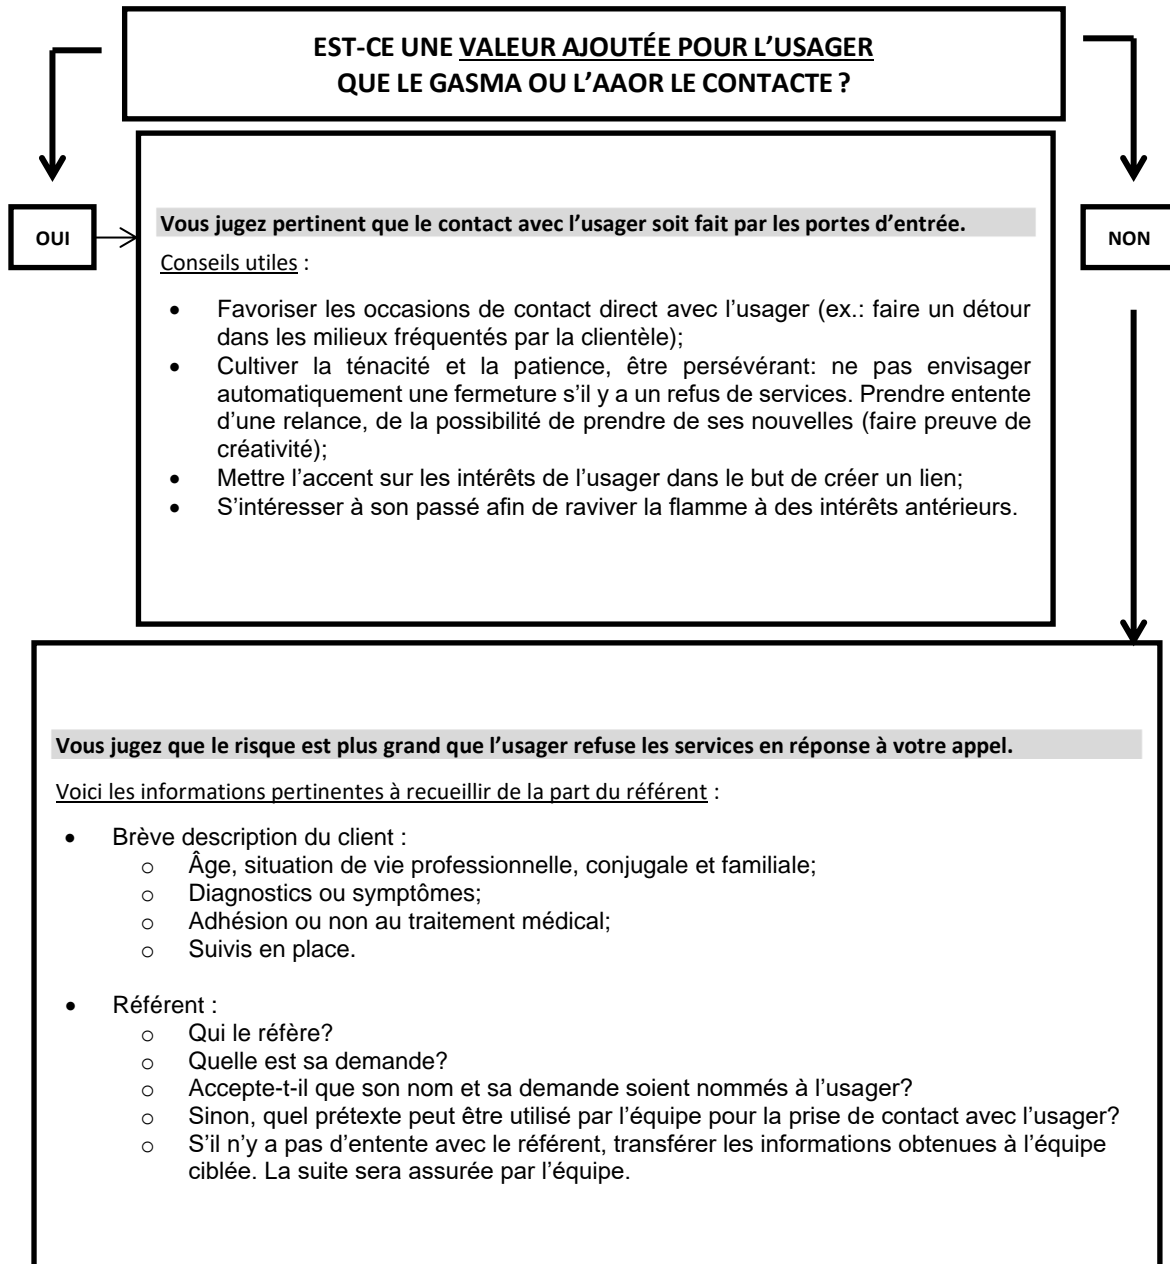 EST-CE UNE VALEUR AJOUTÉE POUR L’USAGER
QUE LE GASMA OU L’AAOR LE CONTACTE ?
OUI
NON
Vous jugez pertinent que le contact avec l’usager soit fait par les portes d’entrée.
Conseils utiles :
• Favoriser les occasions de contact direct avec l’usager (ex.: faire un détour
dans les milieux fréquentés par la clientèle);
• Cultiver la ténacité et la patience, être persévérant: ne pas envisager
automatiquement une fermeture s’il y a un refus de services. Prendre entente
d’une relance, de la possibilité de prendre de ses nouvelles (faire preuve de
créativité);
• Mettre l’accent sur les intérêts de l’usager dans le but de créer un lien;
• S’intéresser à son passé afin de raviver la flamme à des intérêts antérieurs.
Vous jugez que le risque est plus grand que l’usager refuse les services en réponse à votre appel.
Voici les informations pertinentes à recueillir de la part du référent :
• Brève description du client :
o Âge, situation de vie professionnelle, conjugale et familiale;
o Diagnostics ou symptômes;
o Adhésion ou non au traitement médical;
o Suivis en place.
• Référent :
o Qui le réfère?
o Quelle est sa demande?
o Accepte-t-il que son nom et sa demande soient nommés à l’usager?
o Sinon, quel prétexte peut être utilisé par l’équipe pour la prise de contact avec l’usager?
o S’il n’y a pas d’entente avec le référent, transférer les informations obtenues à l’équipe
ciblée. La suite sera assurée par l’équipe.